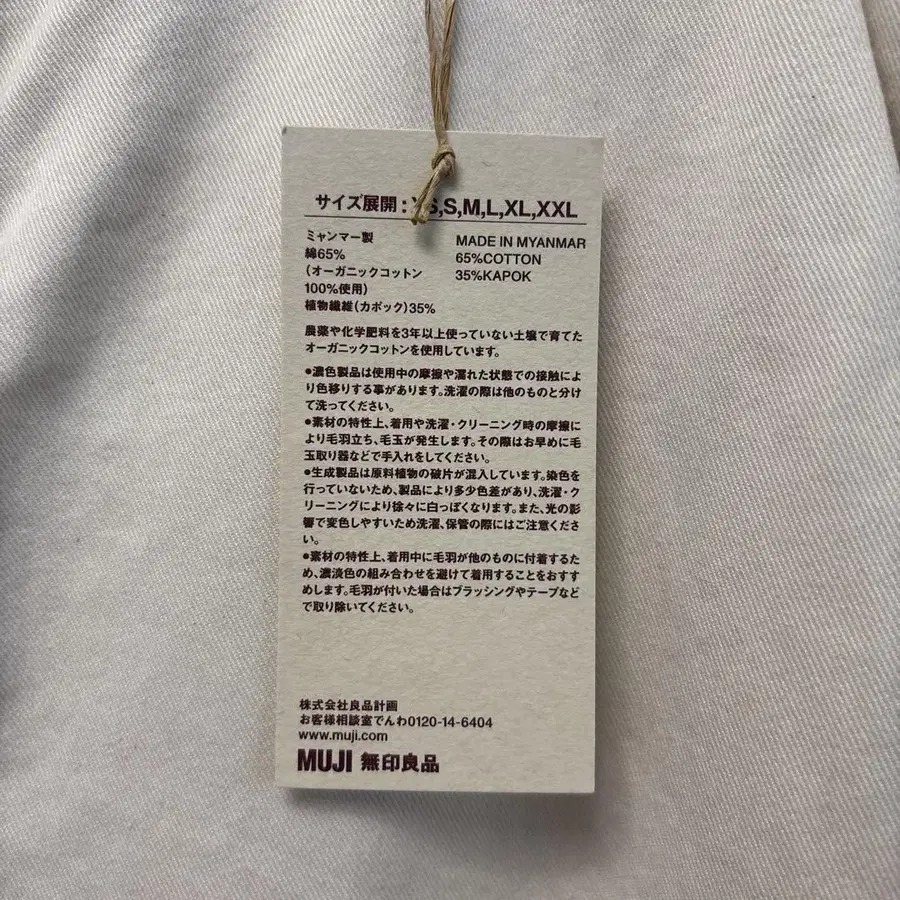 サイズ展開:XS,S,M,L,XL,XXL
ミャンマー製
綿65%
(オーガニックコットン
100%使用)
植物繊維(カポック)35%
MADE IN MYANMAR
65%COTTON
35%KAPOK
農薬や化学肥料を3年以上使っていない土壌で育てた
オーガニックコットンを使用しています。
●濃色製品は使用中の摩擦や濡れた状態での接触によ
り色移りする事があります。洗濯の際は他のものと分け
て洗ってください。
●素材の特性上、着用や洗濯・クリーニング時の摩擦に
より毛羽立ち、毛玉が発生します。その際はお早めに毛
玉取り器などで手入れをしてください。
●生成製品は原料植物の破片が混入しています。染色を
行っていないため、製品により多少色差があり、洗濯・ク
リーニングにより徐々に白っぽくなります。また、光の影
響で変色しやすいため洗濯、保管の際にはご注意くださ
い。
●素材の特性上、着用中に毛羽が他のものに付着するた
め、濃淡色の組み合わせを避けて着用することをおすす
めします。毛羽が付いた場合はブラッシングやテープなど
で取り除いてください。
株式会社良品計画
お客様相談室でんわ0120-14-6404
www.muji.com
MUJI 無印良品